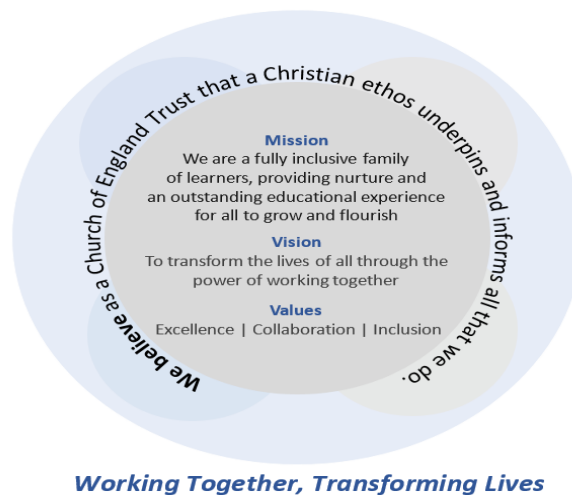 We believe as a Church of England Trust that a Christian ethos underpins and informs all that we do.
Mission
We are a fully inclusive family
of learners, providing nurture and
an outstanding educational experience
for all to grow and flourish
Vision
To transform the lives of all through the
power of working together
Values
Excellence | Collaboration | Inclusion
Working Together, Transforming Lives